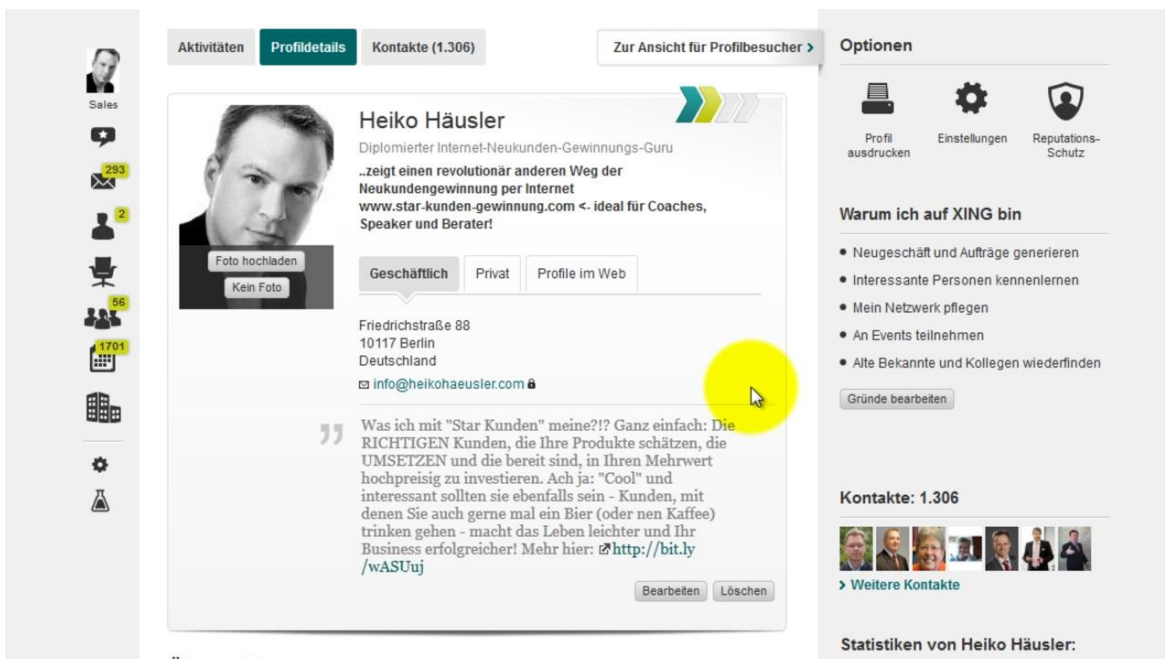 Sales
293
2
56
1701
Aktivitäten
Profildetails
Kontakte (1.306)
Zur Ansicht für Profilbesucher
Heiko Häusler
Diplomierter Internet-Neukunden-Gewinnungs-Guru
..zeigt einen revolutionär anderen Weg der
Neukundengewinnung per Internet
www.star-kunden-gewinnung.com <- ideal für Coaches,
Speaker und Berater!
Foto hochladen
Kein Foto
Geschäftlich
Privat
Profile im Web
Friedrichstraße 88
10117 Berlin
Deutschland
info@heikohaeusler.com
Was ich mit "Star Kunden" meine?!? Ganz einfach: Die
RICHTIGEN Kunden, die Ihre Produkte schätzen, die
UMSETZEN und die bereit sind, in Ihren Mehrwert
hochpreisig zu investieren. Ach ja: "Cool" und
interessant sollten sie ebenfalls sein - Kunden, mit
denen Sie auch gerne mal ein Bier (oder nen Kaffee)
trinken gehen - macht das Leben leichter und Ihr
Business erfolgreicher! Mehr hier: http://bit.ly
/wASUuj
Bearbeiten
Löschen
Optionen
Profil
ausdrucken
Einstellungen
Reputations-
Schutz
Warum ich auf XING bin
Neugeschäft und Aufträge generieren
Interessante Personen kennenlernen
Mein Netzwerk pflegen
An Events teilnehmen
Alte Bekannte und Kollegen wiederfinden
Gründe bearbeiten
Kontakte: 1.306
Weitere Kontakte
Statistiken von Heiko Häusler: